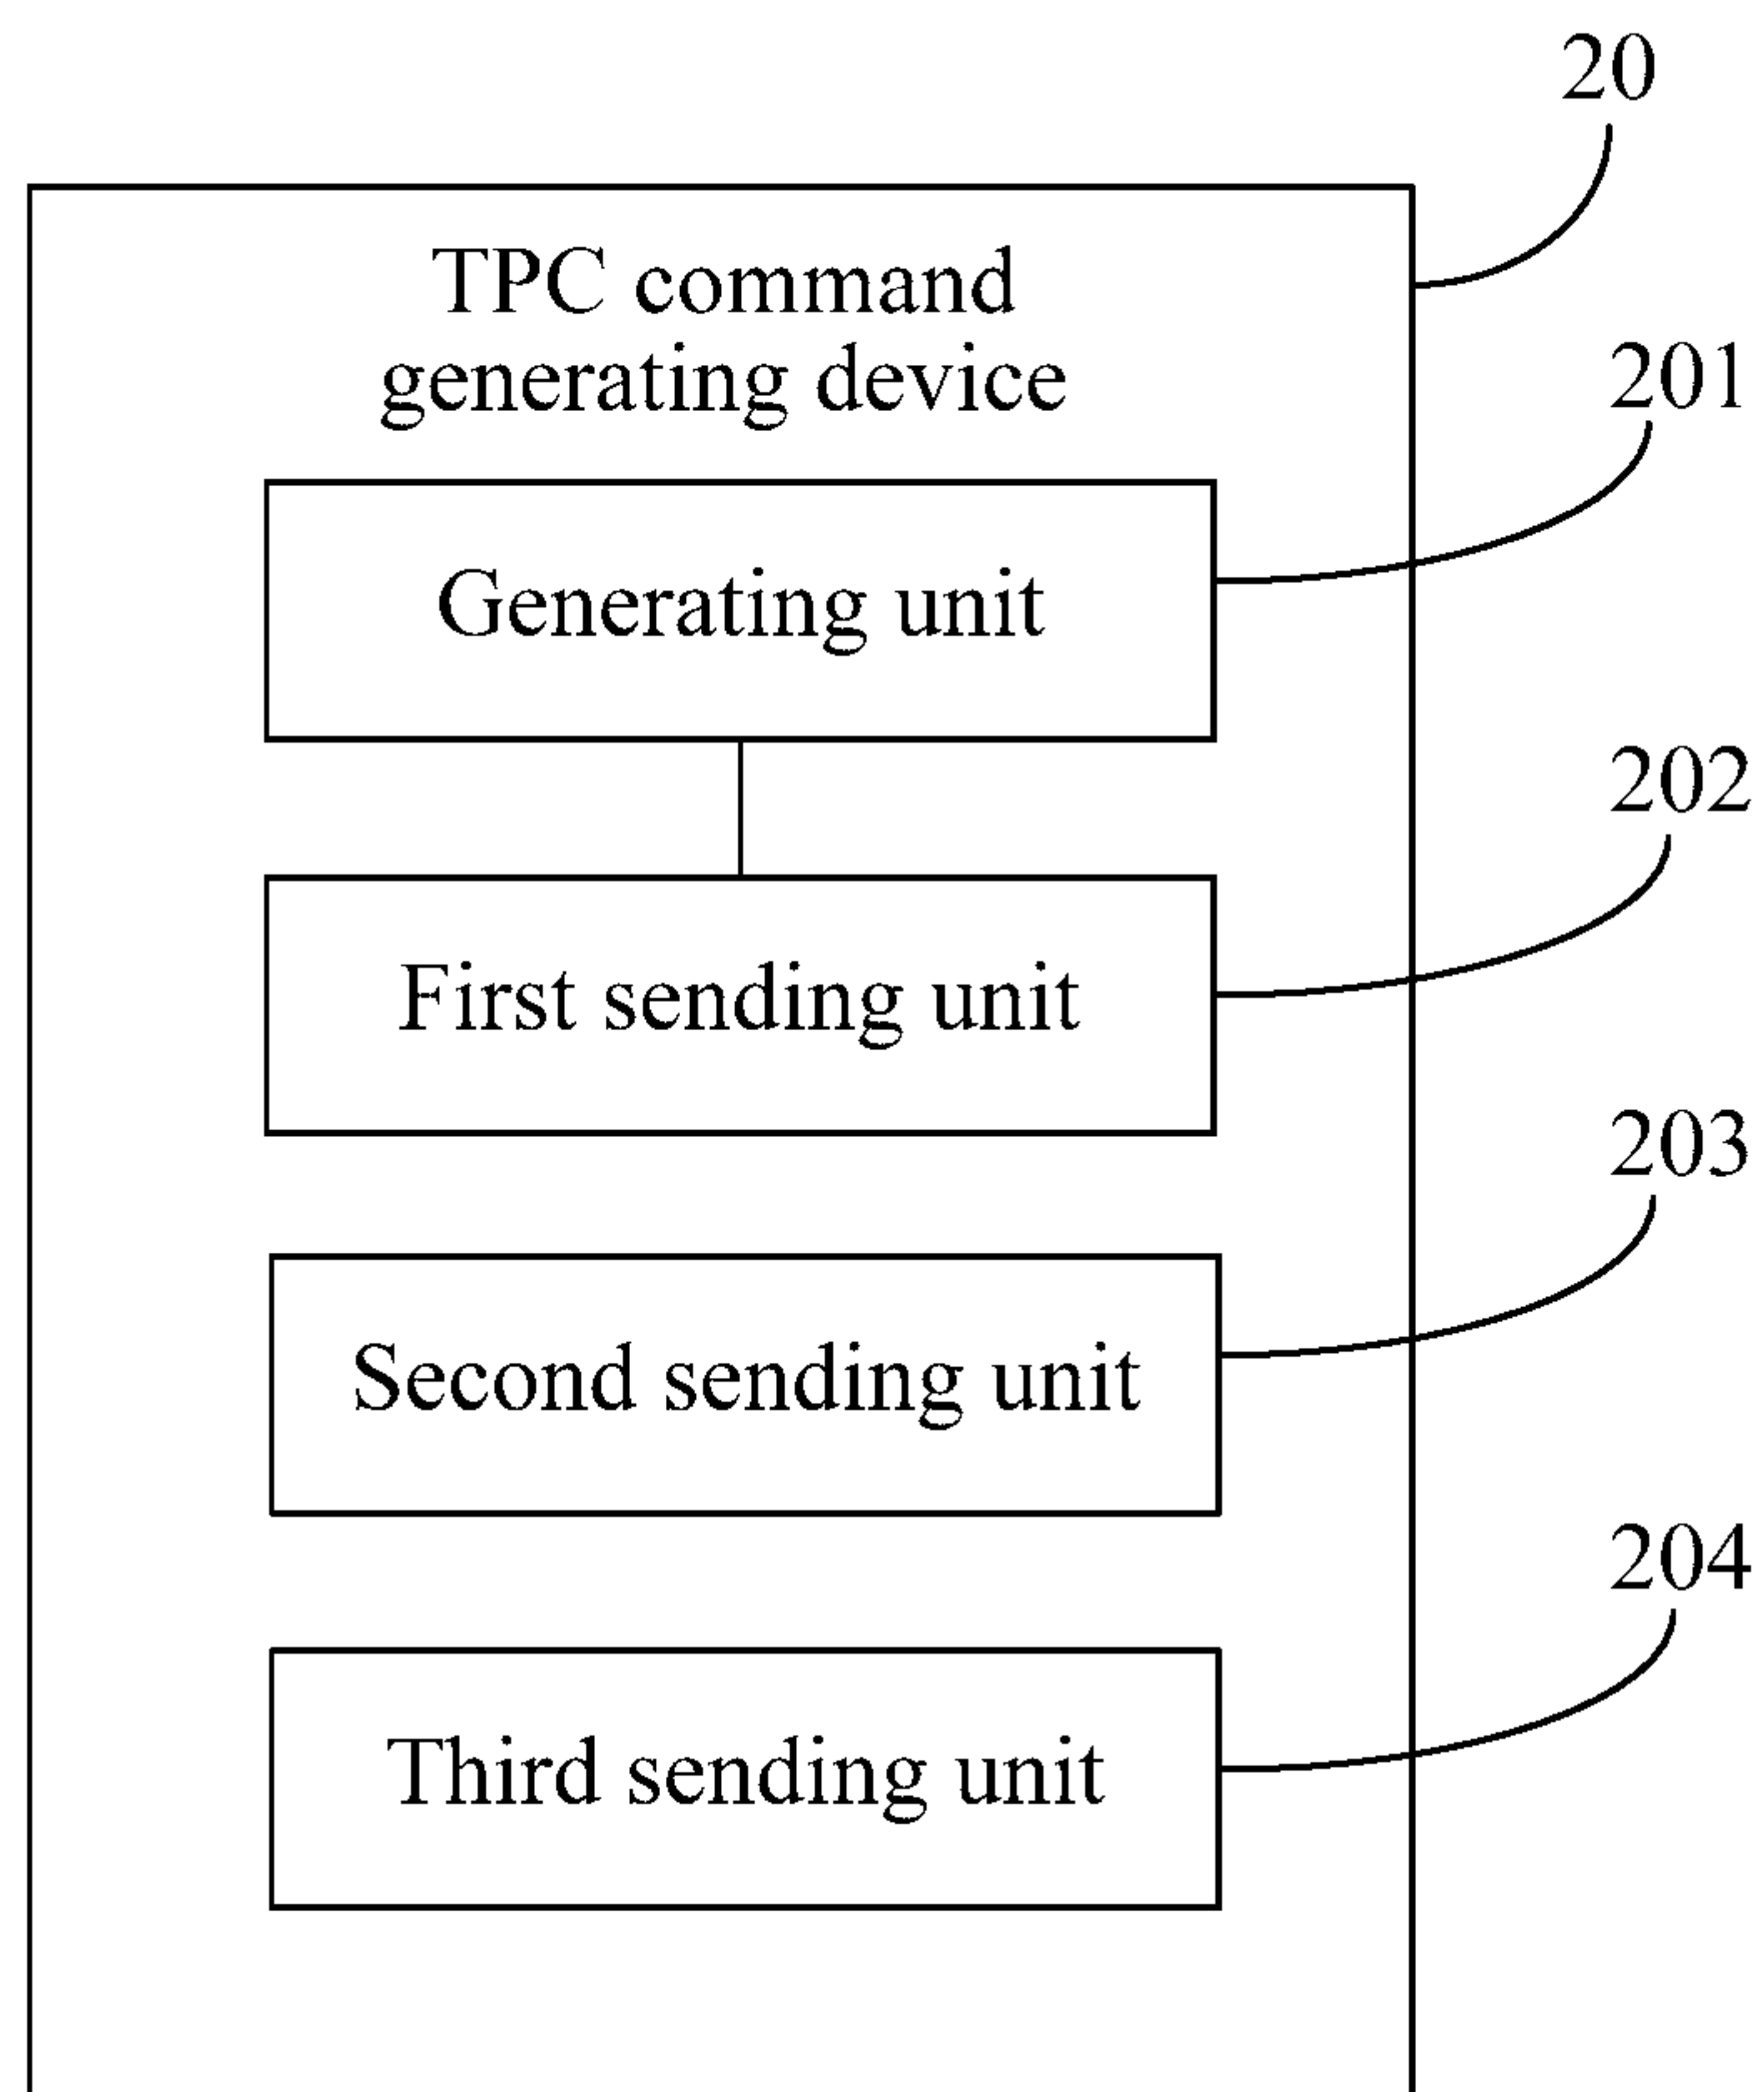 20
TPC command
generating device
201
Generating unit
202
First sending unit
203
Second sending unit
204
Third sending unit